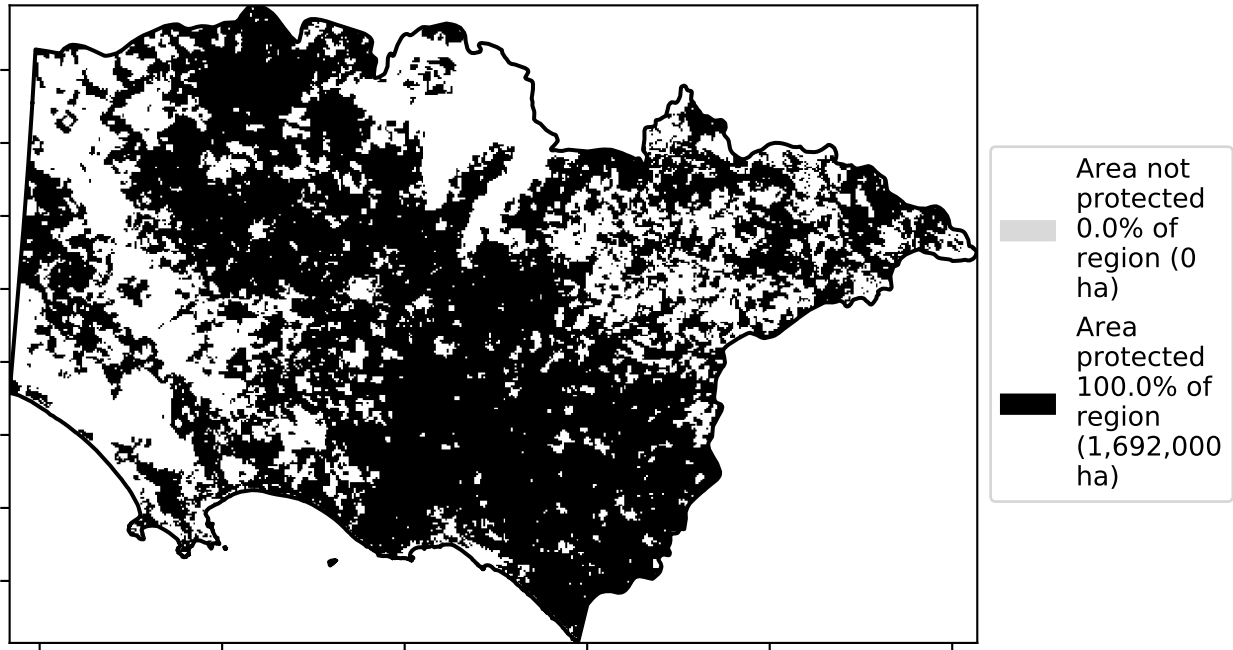 Area not
protected
0.0% of
region (0
ha)
Area
protected
100.0% of
region
(1,692,000
ha)